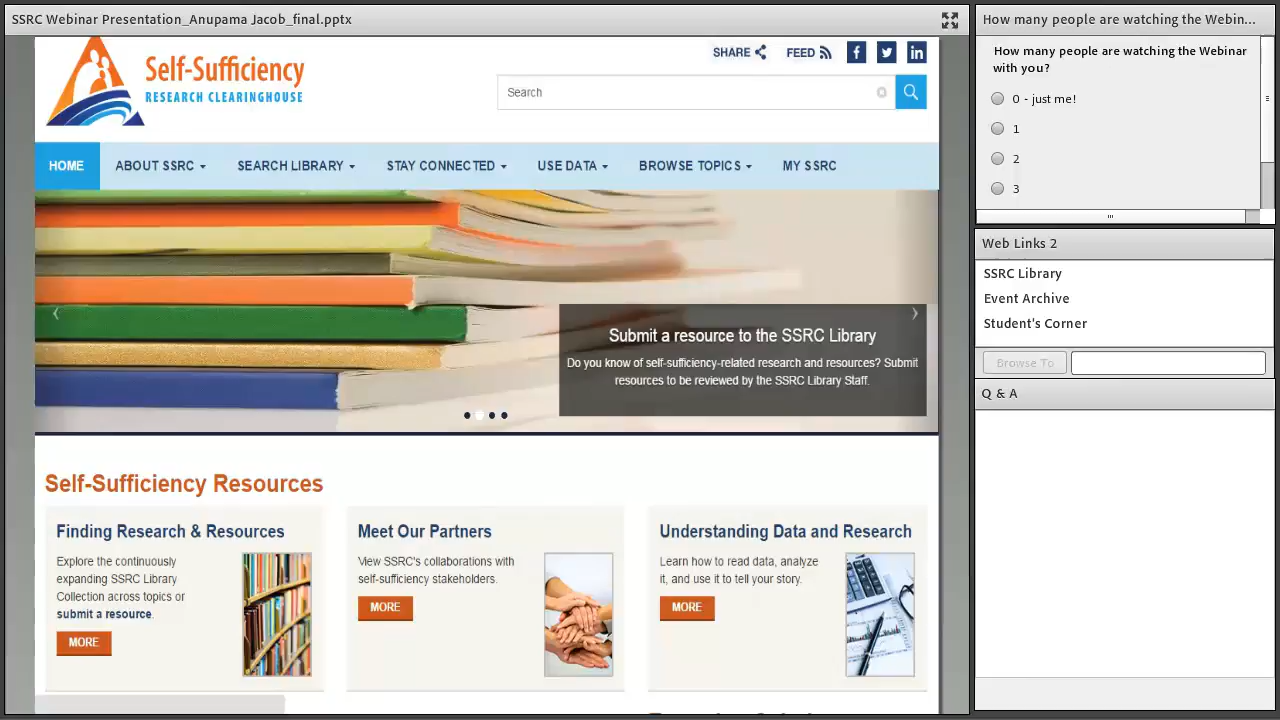 SSRC Webinar Presentation_Anupama Jacob_final.pptx
Self-Sufficiency
RESEARCH CLEARINGHOUSE
SHARE
FEED
Search
HOME
ABOUT SSRC
SEARCH LIBRARY
STAY CONNECTED
USE DATA
BROWSE TOPICS
MY SSRC
Submit a resource to the SSRC Library
Do you know of self-sufficiency-related research and resources? Submit
resources to be reviewed by the SSRC Library Staff.
Self-Sufficiency Resources
Finding Research & Resources
Explore the continuously
expanding SSRC Library
Collection across topics or
submit a resource.
MORE
Meet Our Partners
View SSRC's collaborations with
self-sufficiency stakeholders.
MORE
Understanding Data and Research
Learn how to read data, analyze
it, and use it to tell your story.
MORE
How many people are watching the Webin...
How many people are watching the Webinar
with you?
0 - just me!
1
2
3
Web Links 2
SSRC Library
Event Archive
Student's Corner
Browse To
Q & A